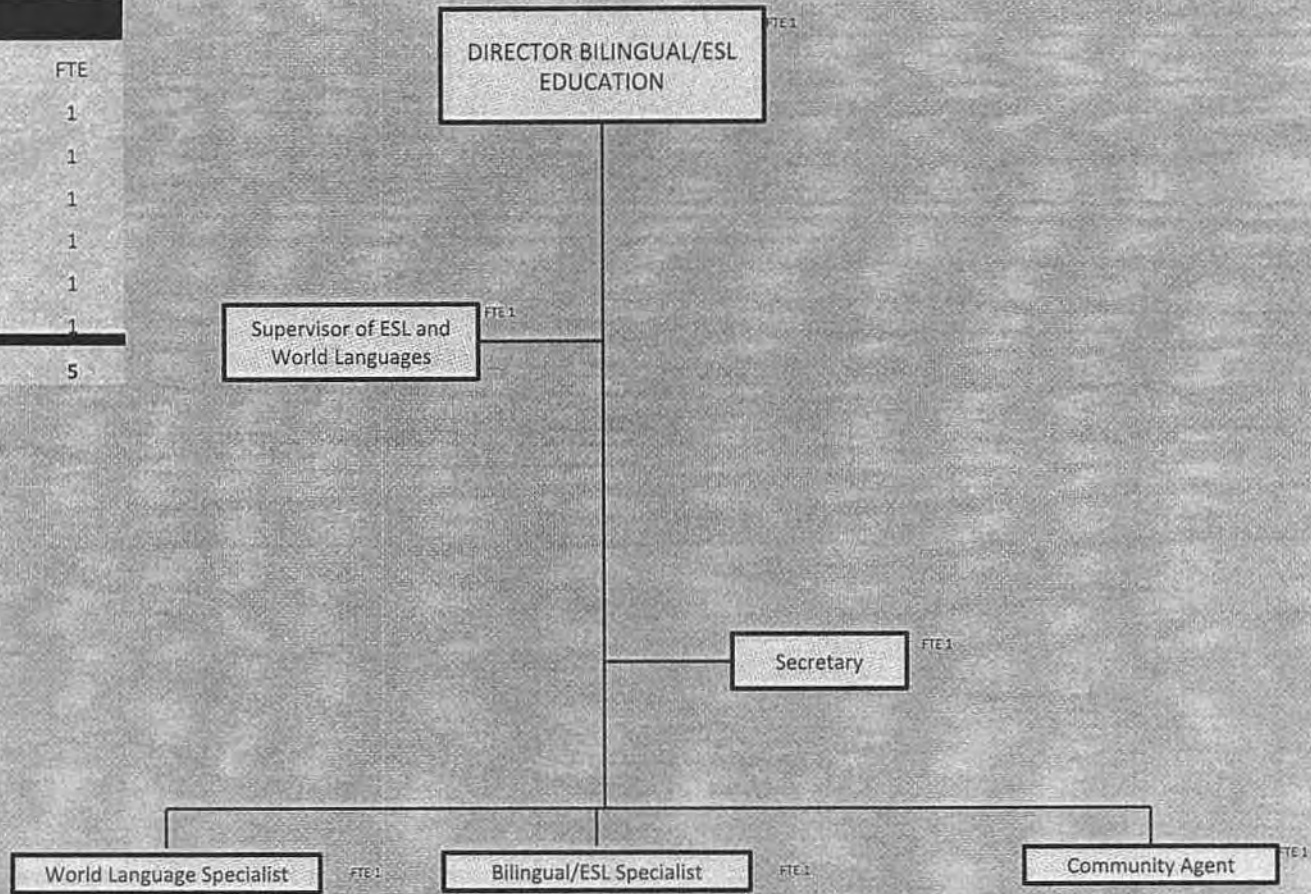 FTE
1
1
1
1
1
1
5
DIRECTOR BILINGUAL/ESL
EDUCATION
FTE 1
Supervisor of ESL and
World Languages
FTE 1
Secretary
FTE 1
World Language Specialist
FTE 1
Bilingual/ESL Specialist
FTE 1
Community Agent
FTE 1